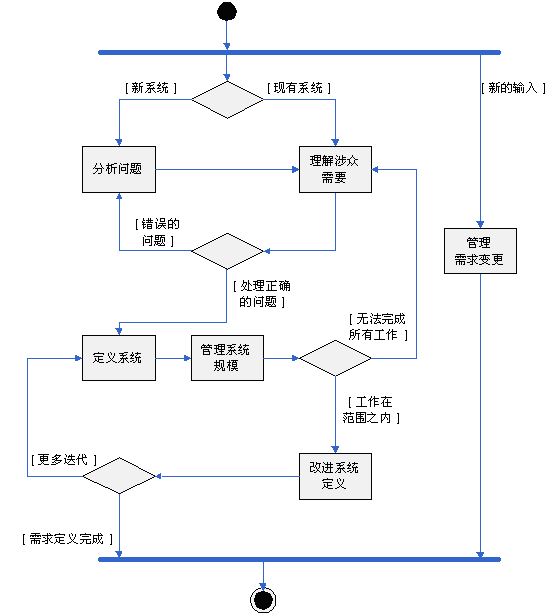 [ 新系统 ]
[ 现有系统 ]
[ 新的输入 ]
分析问题
理解涉众
需要
[ 错误的
问题 ]
管理
需求变更
[ 处理正确
的问题 ]
[ 无法完成
所有工作 ]
定义系统
管理系统
规模
[ 工作在
范围之内 ]
[ 更多迭代 ]
改进系统
定义
[ 需求定义完成 ]